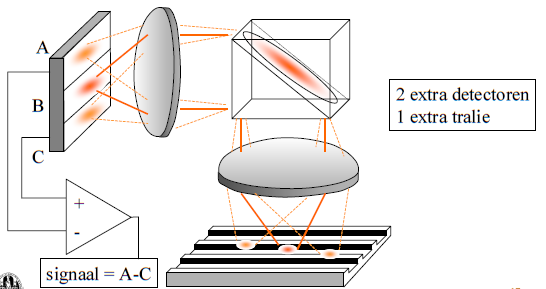 A
B
C
2 extra detectoren
1 extra tralie
+
-
signaal = A-C